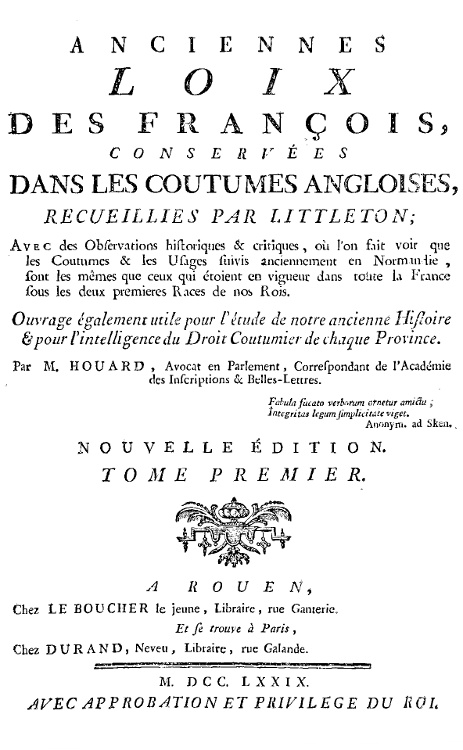 ANCIENNES
LOIX
DES FRANÇOIS,
CONSERVÉES
DANS LES COUTUMES ANGLOISES,
RECUEILLIES PAR LITTLETON;
AVEC des Obſervations hiſtoriques & critiques, où l'on fait voir que
les Coutumes & les Uſages ſuivis anciennement en Normandie,
ſont les mêmes que ceux qui étoient en vigueur dans toute la France
ſous les deux premieres Races de nos Rois.
Ouvrage également utile pour l'étude de notre ancienne Hiſtoire
& pour l'intelligence du Droit Coutumier de chaque Province.
Par M. HOUARD, Avocat en Parlement, Correſpondant de l'Académie
des Inſcriptions & Belles-Lettres.
Fabula fucato verborum ornetur amictu;
Integritas legum ſimplicitate viget.
Anonym. ad Sken.
NOUVELLE ÉDITION.
TOME PREMIER.
A ROUEN,
Chez LE BOUCHER le jeune, Libraire, rue Ganterie.
Et ſe trouve à Paris,
Chez DURAND, Neveu, Libraire, rue Galande.
M. DCC. LXXIX.
AVEC APPROBATION ET PRIVILEGE DU ROI.